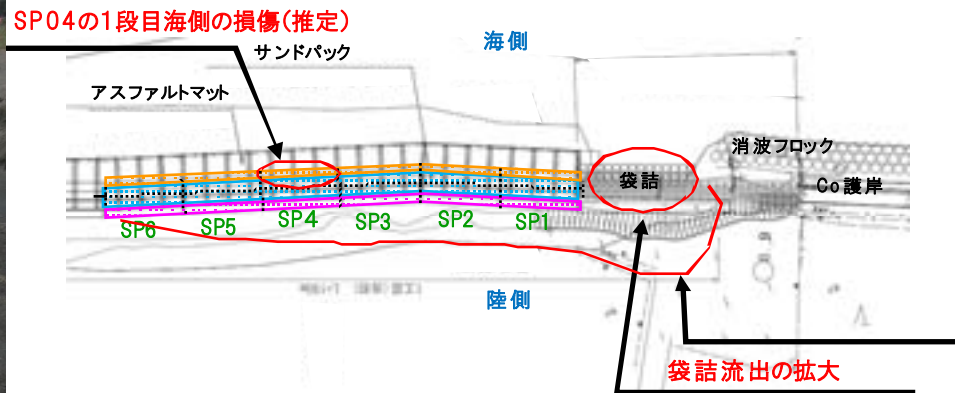 SP04の1段目海側の損傷(推定)
サンドパック
海側
アスファルトマット
消波フロック
袋詰
Co護岸
SP6
SP5
SP4
SP3
SP2
SP1
陸側
袋詰流出の拡大